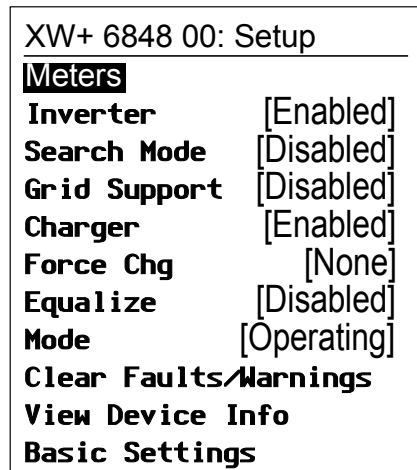 XW+ 6848 00: Setup
Meters
Inverter [Enabled]
Search Mode [Disabled]
Grid Support [Disabled]
Charger [Enabled]
Force Chg [None]
Equalize [Disabled]
Mode [Operating]
Clear Faults/Warnings
View Device Info
Basic Settings